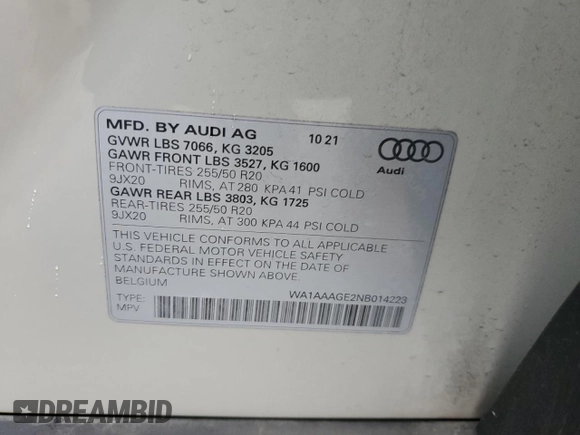 MFD. BY AUDI AG 10 21
GVWR LBS 7066, KG 3205
GAWR FRONT LBS 3527, KG 1600
FRONT-TIRES 255/50 R20
9JX20 RIMS, AT 280 KPA 41 PSI COLD
GAWR REAR LBS 3803, KG 1725
REAR-TIRES 255/50 R20
9JX20 RIMS, AT 300 KPA 44 PSI COLD
Audi
THIS VEHICLE CONFORMS TO ALL APPLICABLE
U.S. FEDERAL MOTOR VEHICLE SAFETY
STANDARDS IN EFFECT ON THE DATE OF
MANUFACTURE SHOWN ABOVE.
BELGIUM
WA1AAAGE2NB014223
TYPE:
MPV
DREAMBID